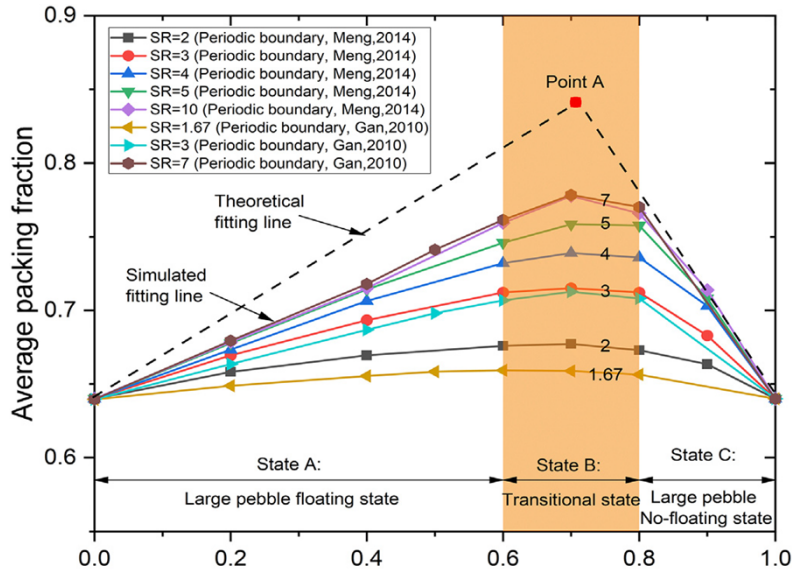 0.9
SR=2 (Periodic boundary, Meng,2014)
SR=3 (Periodic boundary, Meng,2014)
SR=4 (Periodic boundary, Meng,2014)
SR=5 (Periodic boundary, Meng,2014)
SR=10 (Periodic boundary, Meng,2014)
SR=1.67 (Periodic boundary, Gan,2010)
SR=3 (Periodic boundary, Gan,2010)
SR=7 (Periodic boundary, Gan,2010)
Point A
0.8
Theoretical
fitting line
7
5
Simulated
fitting line
4
0.7
3
2
1.67
Average packing fraction
0.6
State A:
State B:
State C:
Large pebble floating state
Transitional state
Large pebble
No-floating state
0.0
0.2
0.4
0.6
0.8
1.0